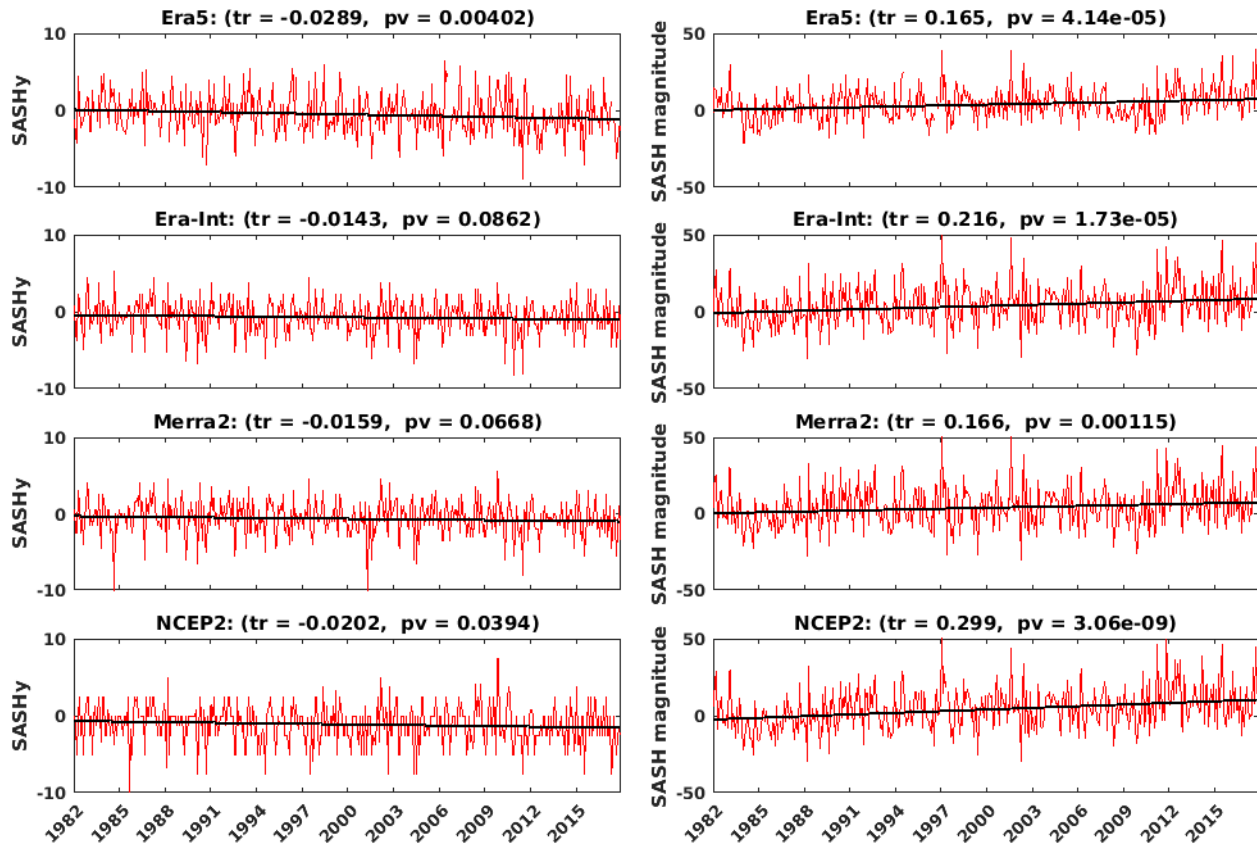 Era5: (tr = -0.0289, pv = 0.00402)
10
0
-10
SASHy
Era5: (tr = 0.165, pv = 4.14e-05)
50
0
-50
SASH magnitude
Era-Int: (tr = -0.0143, pv = 0.0862)
10
0
-10
SASHy
Era-Int: (tr = 0.216, pv = 1.73e-05)
50
0
-50
SASH magnitude
Merra2: (tr = -0.0159, pv = 0.0668)
10
0
-10
SASHy
Merra2: (tr = 0.166, pv = 0.00115)
50
0
-50
SASH magnitude
NCEP2: (tr = -0.0202, pv = 0.0394)
10
0
-10
SASHy
1982 1985 1988 1991 1994 1997 2000 2003 2006 2009 2012 2015
NCEP2: (tr = 0.299, pv = 3.06e-09)
50
0
-50
SASH magnitude
1982 1985 1988 1991 1994 1997 2000 2003 2006 2009 2012 2015